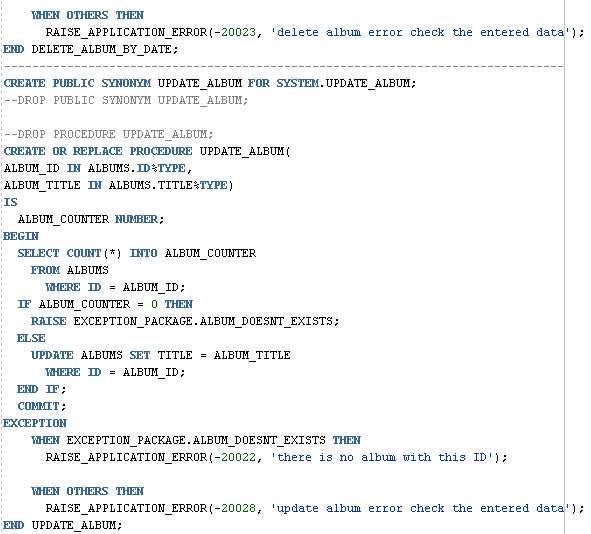 WHEN OTHERS THEN
      RAISE_APPLICATION_ERROR(-20023, 'delete album error check the entered data');
END DELETE_ALBUM_BY_DATE;
--------------------------------------------------------------------------------
CREATE PUBLIC SYNONYM UPDATE_ALBUM FOR SYSTEM.UPDATE_ALBUM;
--DROP PUBLIC SYNONYM UPDATE_ALBUM;

--DROP PROCEDURE UPDATE_ALBUM;
CREATE OR REPLACE PROCEDURE UPDATE_ALBUM(
ALBUM_ID IN ALBUMS.ID%TYPE,
ALBUM_TITLE IN ALBUMS.TITLE%TYPE)
IS
  ALBUM_COUNTER NUMBER;
BEGIN
  SELECT COUNT(*) INTO ALBUM_COUNTER
    FROM ALBUMS
      WHERE ID = ALBUM_ID;
  IF ALBUM_COUNTER = 0 THEN
    RAISE EXCEPTION_PACKAGE.ALBUM_DOESNT_EXISTS;
  ELSE
    UPDATE ALBUMS SET TITLE = ALBUM_TITLE
      WHERE ID = ALBUM_ID;
  END IF;
  COMMIT;
EXCEPTION
    WHEN EXCEPTION_PACKAGE.ALBUM_DOESNT_EXISTS THEN
      RAISE_APPLICATION_ERROR(-20022, 'there is no album with this ID');

    WHEN OTHERS THEN
      RAISE_APPLICATION_ERROR(-20028, 'update album error check the entered data');
END UPDATE_ALBUM;